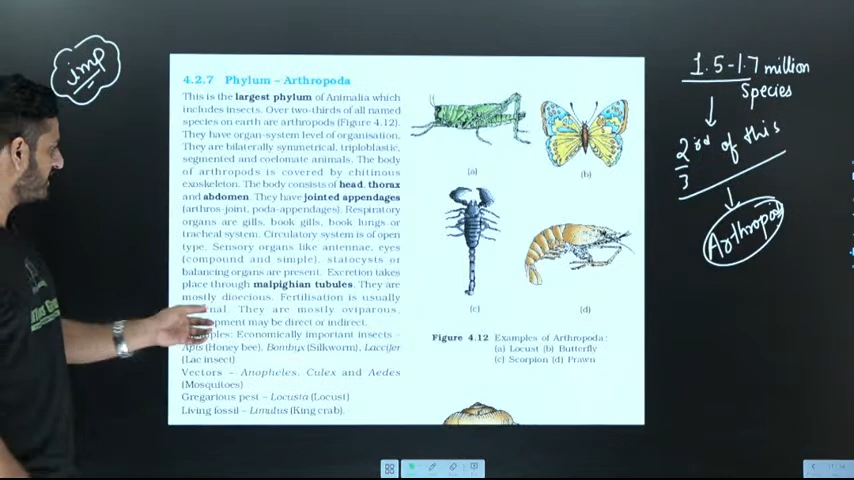 imp
4.2.7 Phylum – Arthropoda
This is the largest phylum of Animalia which
includes insects. Over two-thirds of all named
species on earth are arthropods (Figure 4.12).
They have organ-system level of organisation.
They are bilaterally symmetrical, triploblastic,
segmented and coelomate animals. The body
of arthropods is covered by chitinous
exoskeleton. The body consists of head, thorax
and abdomen. They have jointed appendages
(arthros-joint, poda-appendages). Respiratory
organs are gills, book gills, book lungs or
tracheal system. Circulatory system is of open
type. Sensory organs like antennae, eyes
(compound and simple), statocysts or
balancing organs are present. Excretion takes
place through malpighian tubules. They are
mostly dioecious. Fertilisation is usually
nal. They are mostly oviparous.
opment may be direct or indirect.
ples: Economically important insects –
Apis (Honey bee), Bombyx (Silkworm), Laccifer
(Lac insect)
Vectors – Anopheles, Culex and Aedes
(Mosquitoes)
Gregarious pest – Locusta (Locust)
Living fossil – Limulus (King crab).
(a)
(b)
(c)
(d)
Figure 4.12 Examples of Arthropoda:
(a) Locust (b) Butterfly
(c) Scorpion (d) Prawn
1.5-1.7 million
Species
2/3 rd of this